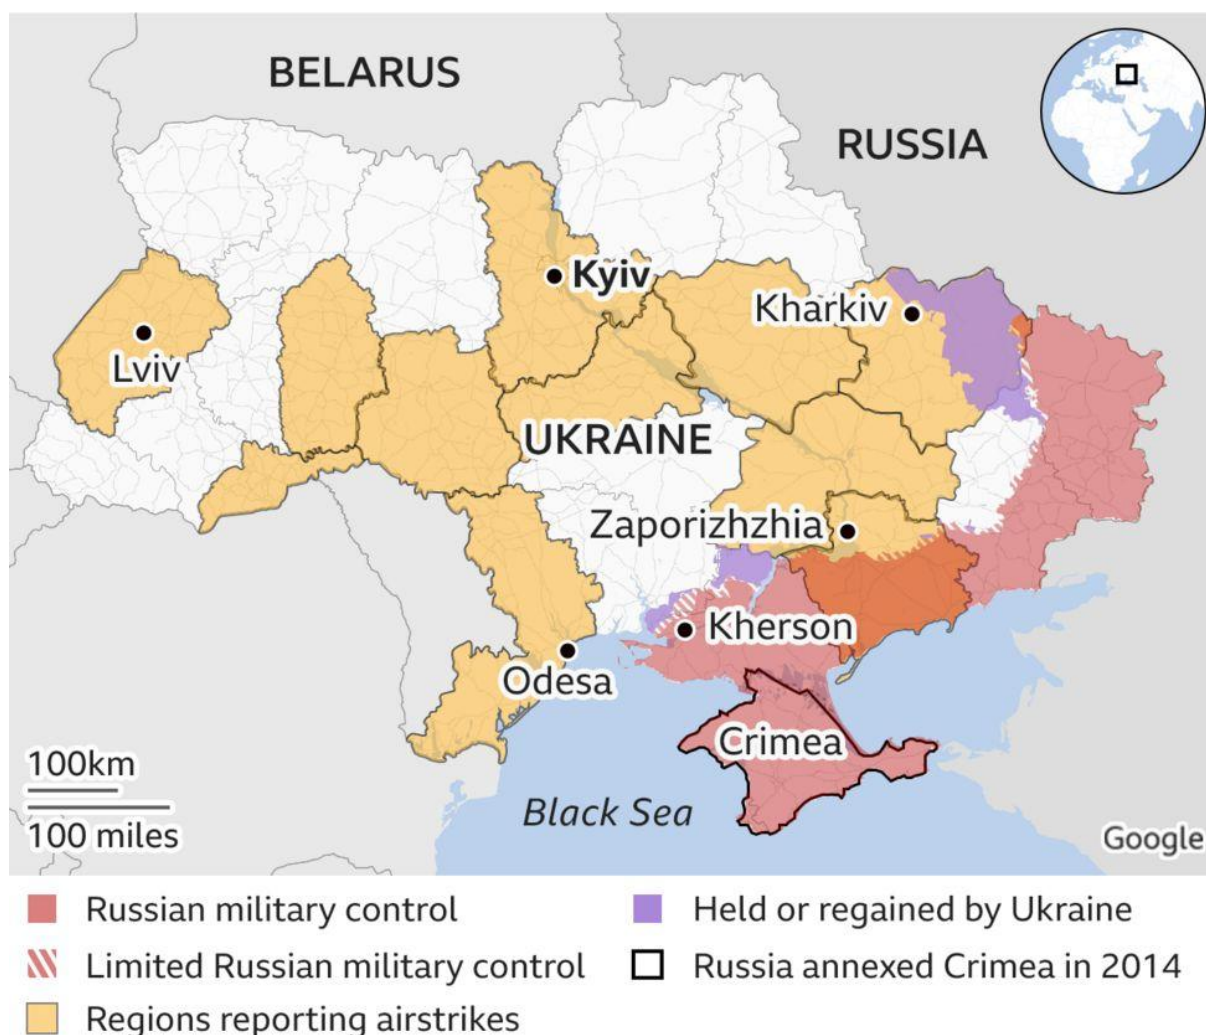 BELARUS
RUSSIA
Kyiv
Kharkiv
Lviv
UKRAINE
Zaporizhzhia
Kherson
Odesa
Crimea
100km
100 miles
Black Sea
Google
Russian military control
Held or regained by Ukraine
Limited Russian military control
Russia annexed Crimea in 2014
Regions reporting airstrikes